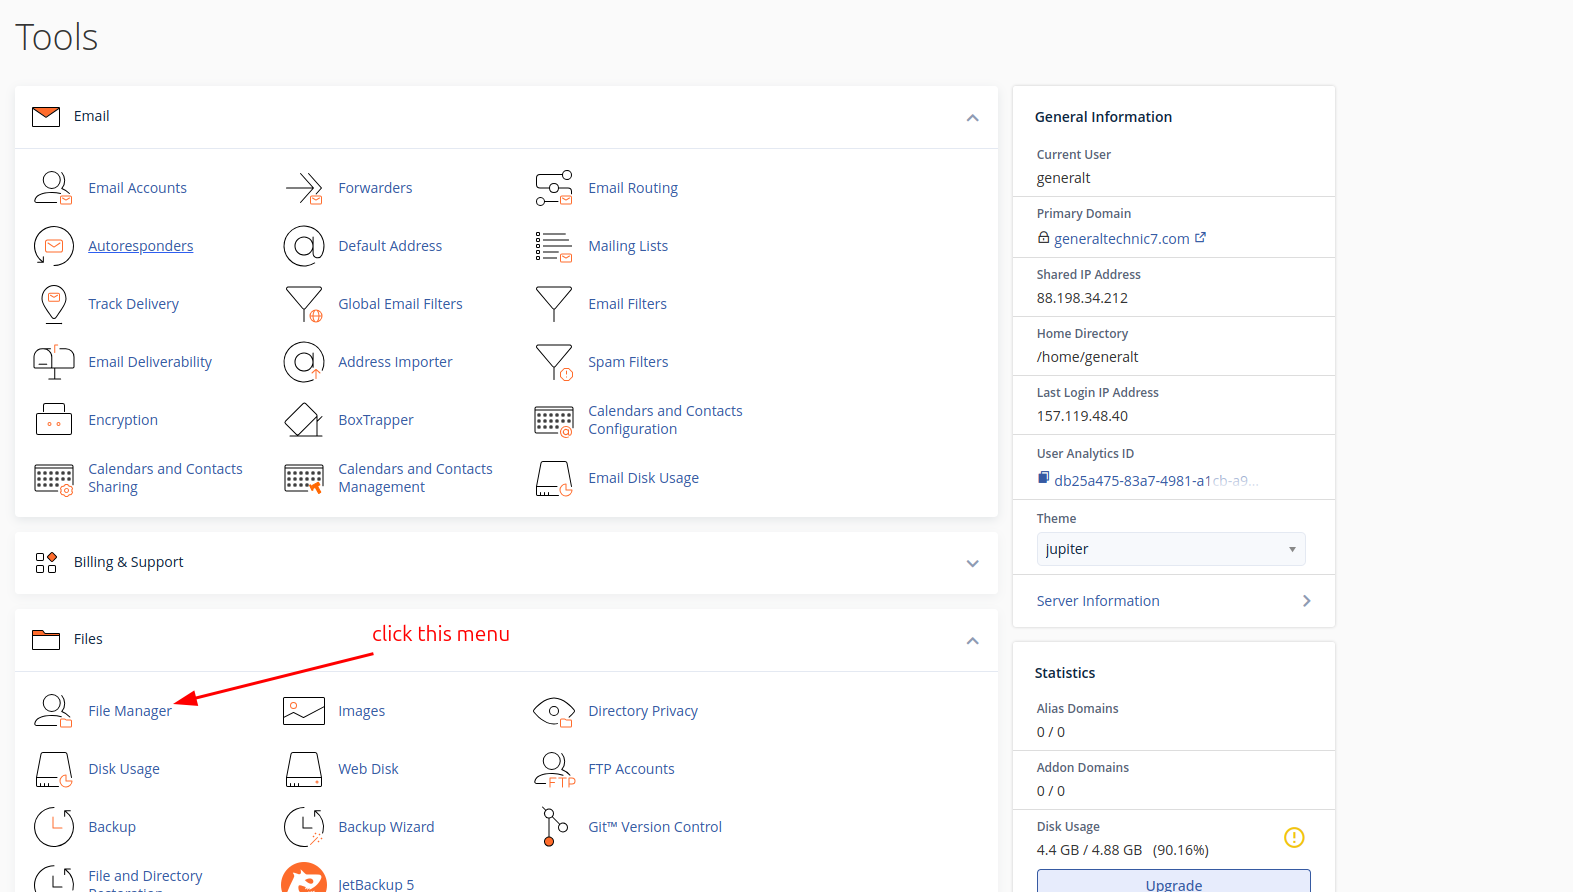 Tools
Email
Email Accounts
Forwarders
Email Routing
Autoresponders
Default Address
Mailing Lists
Track Delivery
Global Email Filters
Email Filters
Email Deliverability
Address Importer
Spam Filters
Encryption
BoxTrapper
Calendars and Contacts
Configuration
Calendars and Contacts
Sharing
Calendars and Contacts
Management
Email Disk Usage
Billing & Support
Files
click this menu
File Manager
Images
Directory Privacy
Disk Usage
Web Disk
FTP Accounts
FTP
Backup
Backup Wizard
Git™ Version Control
File and Directory
Restoration
JetBackup 5
General Information
Current User
generalt
Primary Domain
generaltechnic7.com
Shared IP Address
88.198.34.212
Home Directory
/home/generalt
Last Login IP Address
157.119.48.40
User Analytics ID
db25a475-83a7-4981-a1cb-a9...
Theme
jupiter
Server Information
Statistics
Alias Domains
0 / 0
Addon Domains
0 / 0
Disk Usage
4.4 GB / 4.88 GB (90.16%)
Upgrade